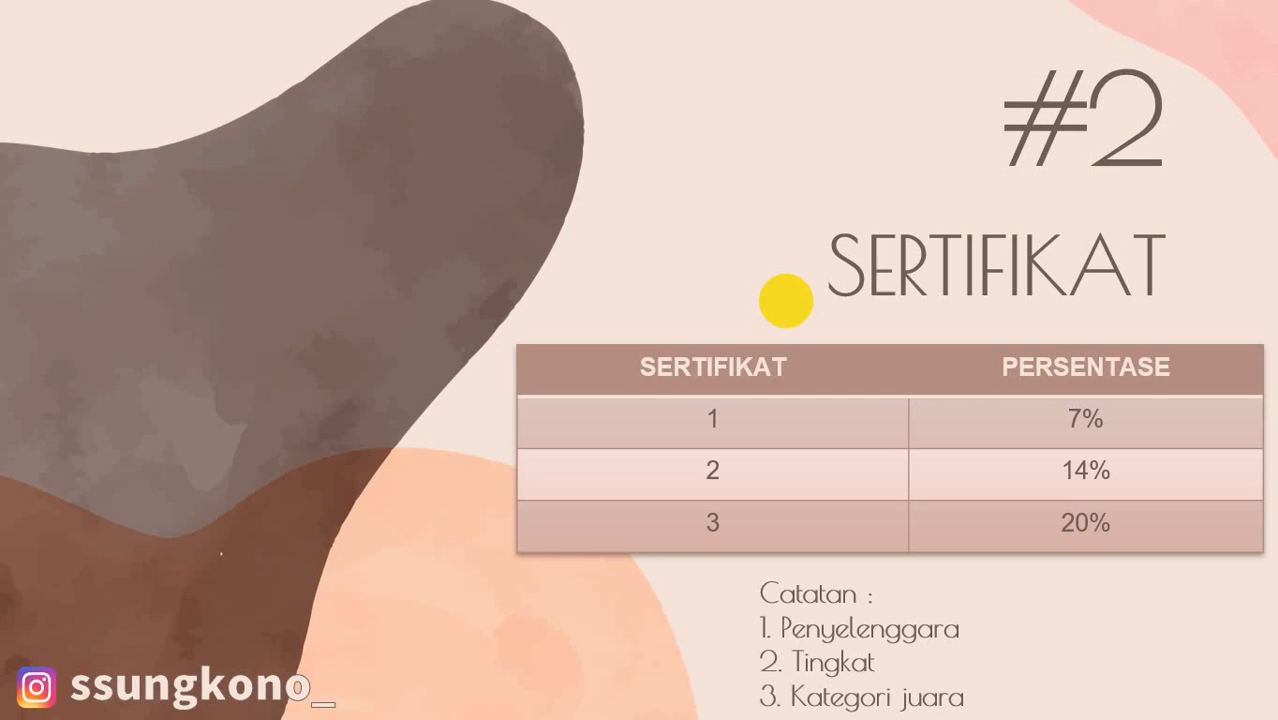 #2
SERTIFIKAT
SERTIFIKAT PERSENTASE
1 7%
2 14%
3 20%
Catatan :
1. Penyelenggara
2. Tingkat
3. Kategori juara
ssungkono_